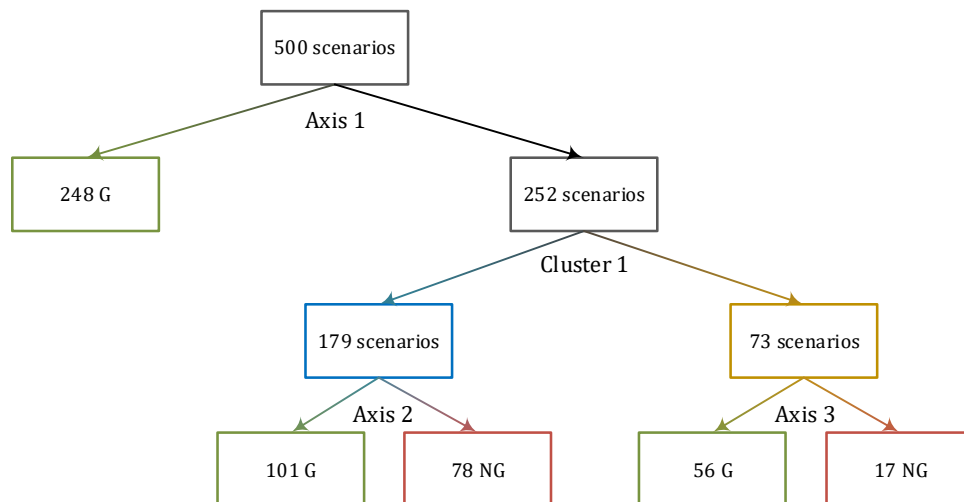 500 scenarios
Axis 1
248 G
252 scenarios
Cluster 1
179 scenarios
73 scenarios
Axis 2
Axis 3
101 G
78 NG
56 G
17 NG